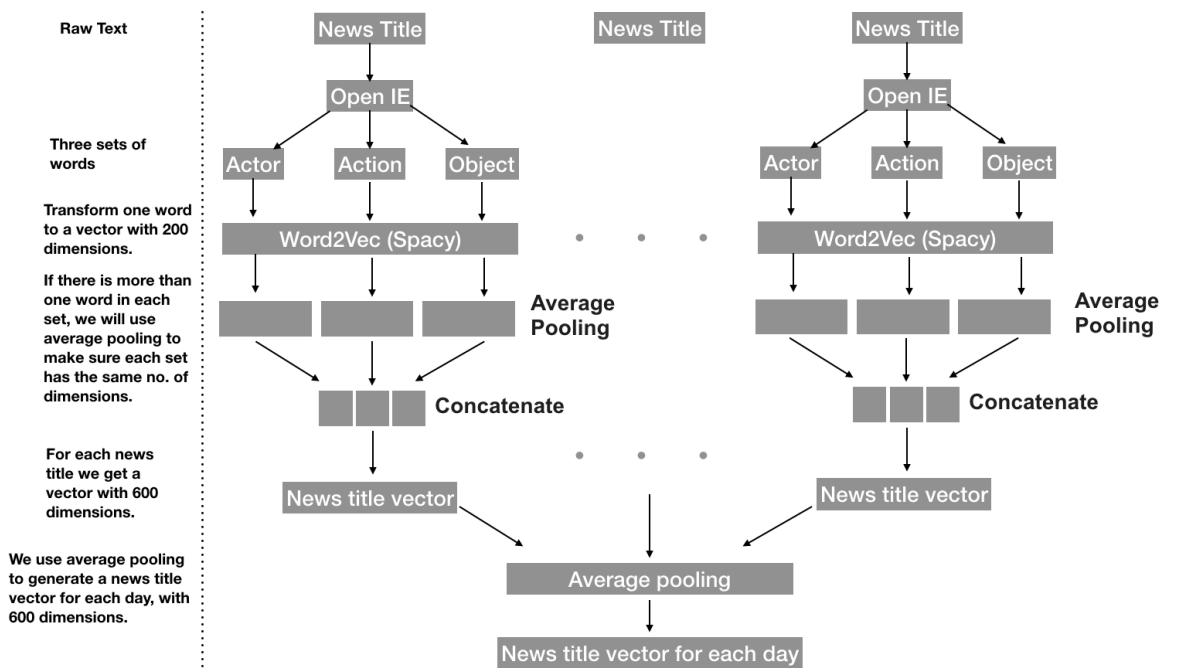 Raw Text
News Title
News Title
News Title
Open IE
Open IE
Three sets of
words
Actor
Action
Object
Actor
Action
Object
Transform one word
to a vector with 200
dimensions.
Word2Vec (Spacy)
Word2Vec (Spacy)
If there is more than
one word in each
set, we will use
average pooling to
make sure each set
has the same no. of
dimensions.
Average
Pooling
Average
Pooling
Concatenate
Concatenate
For each news
title we get a
vector with 600
dimensions.
News title vector
News title vector
We use average pooling
to generate a news title
vector for each day, with
600 dimensions.
Average pooling
News title vector for each day